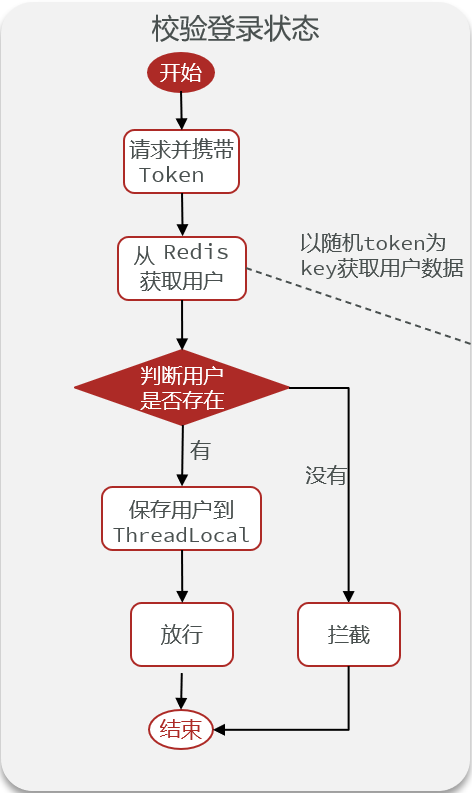 校验登录状态
开始
请求并携带
Token
从 Redis
获取用户
以随机token为
key获取用户数据
判断用户
是否存在
有
没有
保存用户到
ThreadLocal
放行
拦截
结束